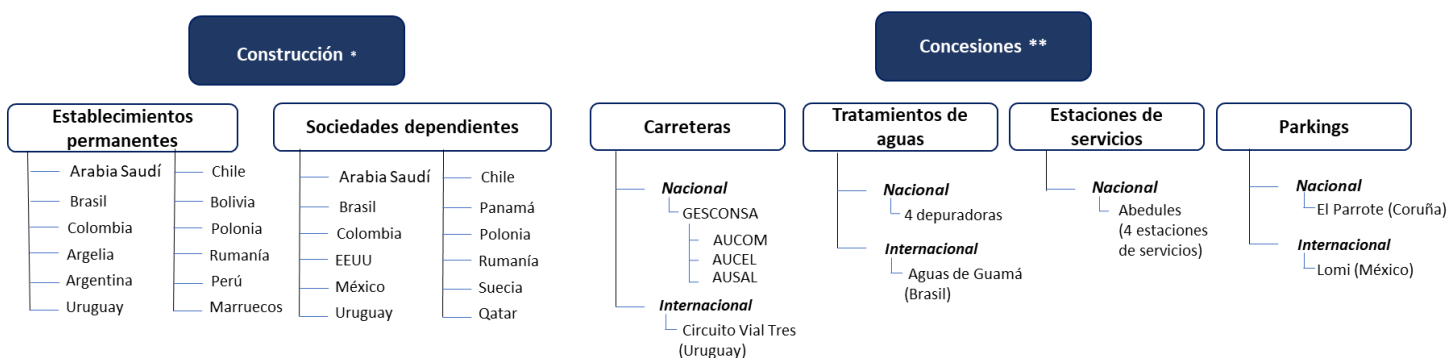 Construcción *
Concesiones **
Establecimientos
permanentes
Arabia Saudí
Brasil
Colombia
Argelia
Argentina
Uruguay
Chile
Bolivia
Polonia
Rumanía
Perú
Marruecos
Sociedades dependientes
Arabia Saudí
Brasil
Colombia
EEUU
México
Uruguay
Chile
Panamá
Polonia
Rumanía
Suecia
Qatar
Carreteras
Nacional
GESCONSA
AUCOM
AUCEL
AUSAL
Internacional
Circuito Vial Tres
(Uruguay)
Tratamientos de
aguas
Nacional
4 depuradoras
Internacional
Aguas de Guamá
(Brasil)
Estaciones de
servicios
Nacional
Abedules
(4 estaciones
de servicios)
Parkings
Nacional
El Parrote (Coruña)
Internacional
Lomi (México)